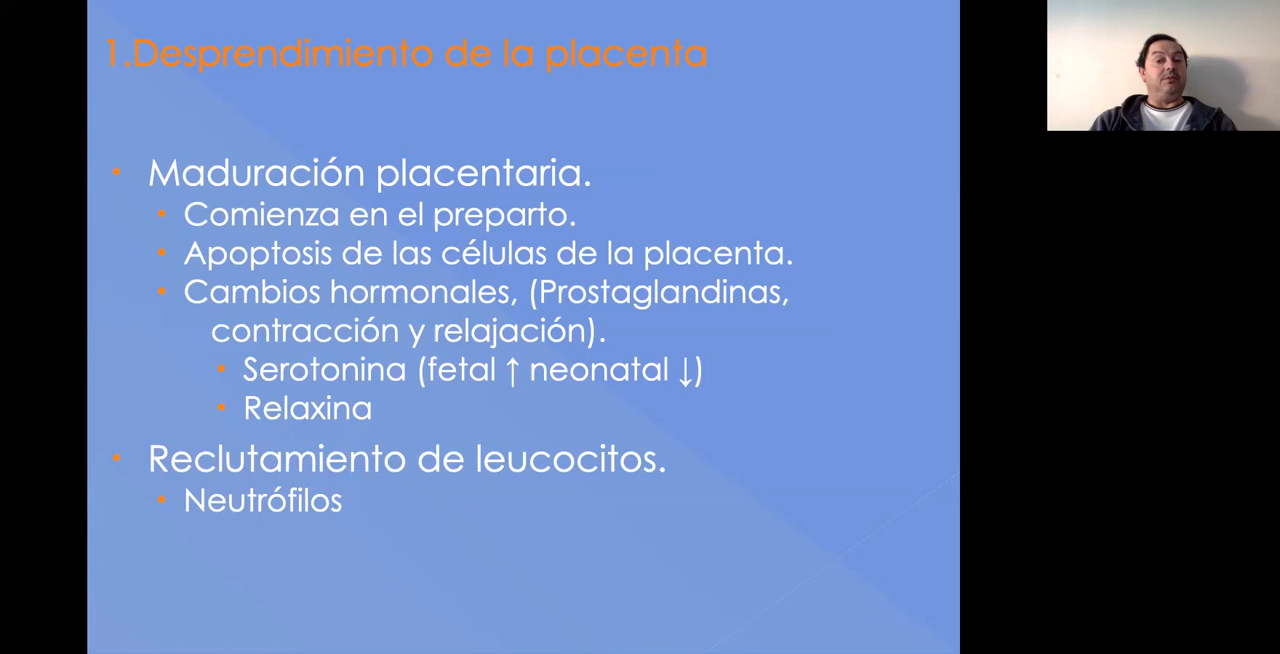 1.Desprendimiento de la placenta
• Maduración placentaria.
• Comienza en el preparto.
• Apoptosis de las células de la placenta.
• Cambios hormonales, (Prostaglandinas,
contracción y relajación).
• Serotonina (fetal ↑ neonatal ↓)
• Relaxina
• Reclutamiento de leucocitos.
• Neutrófilos